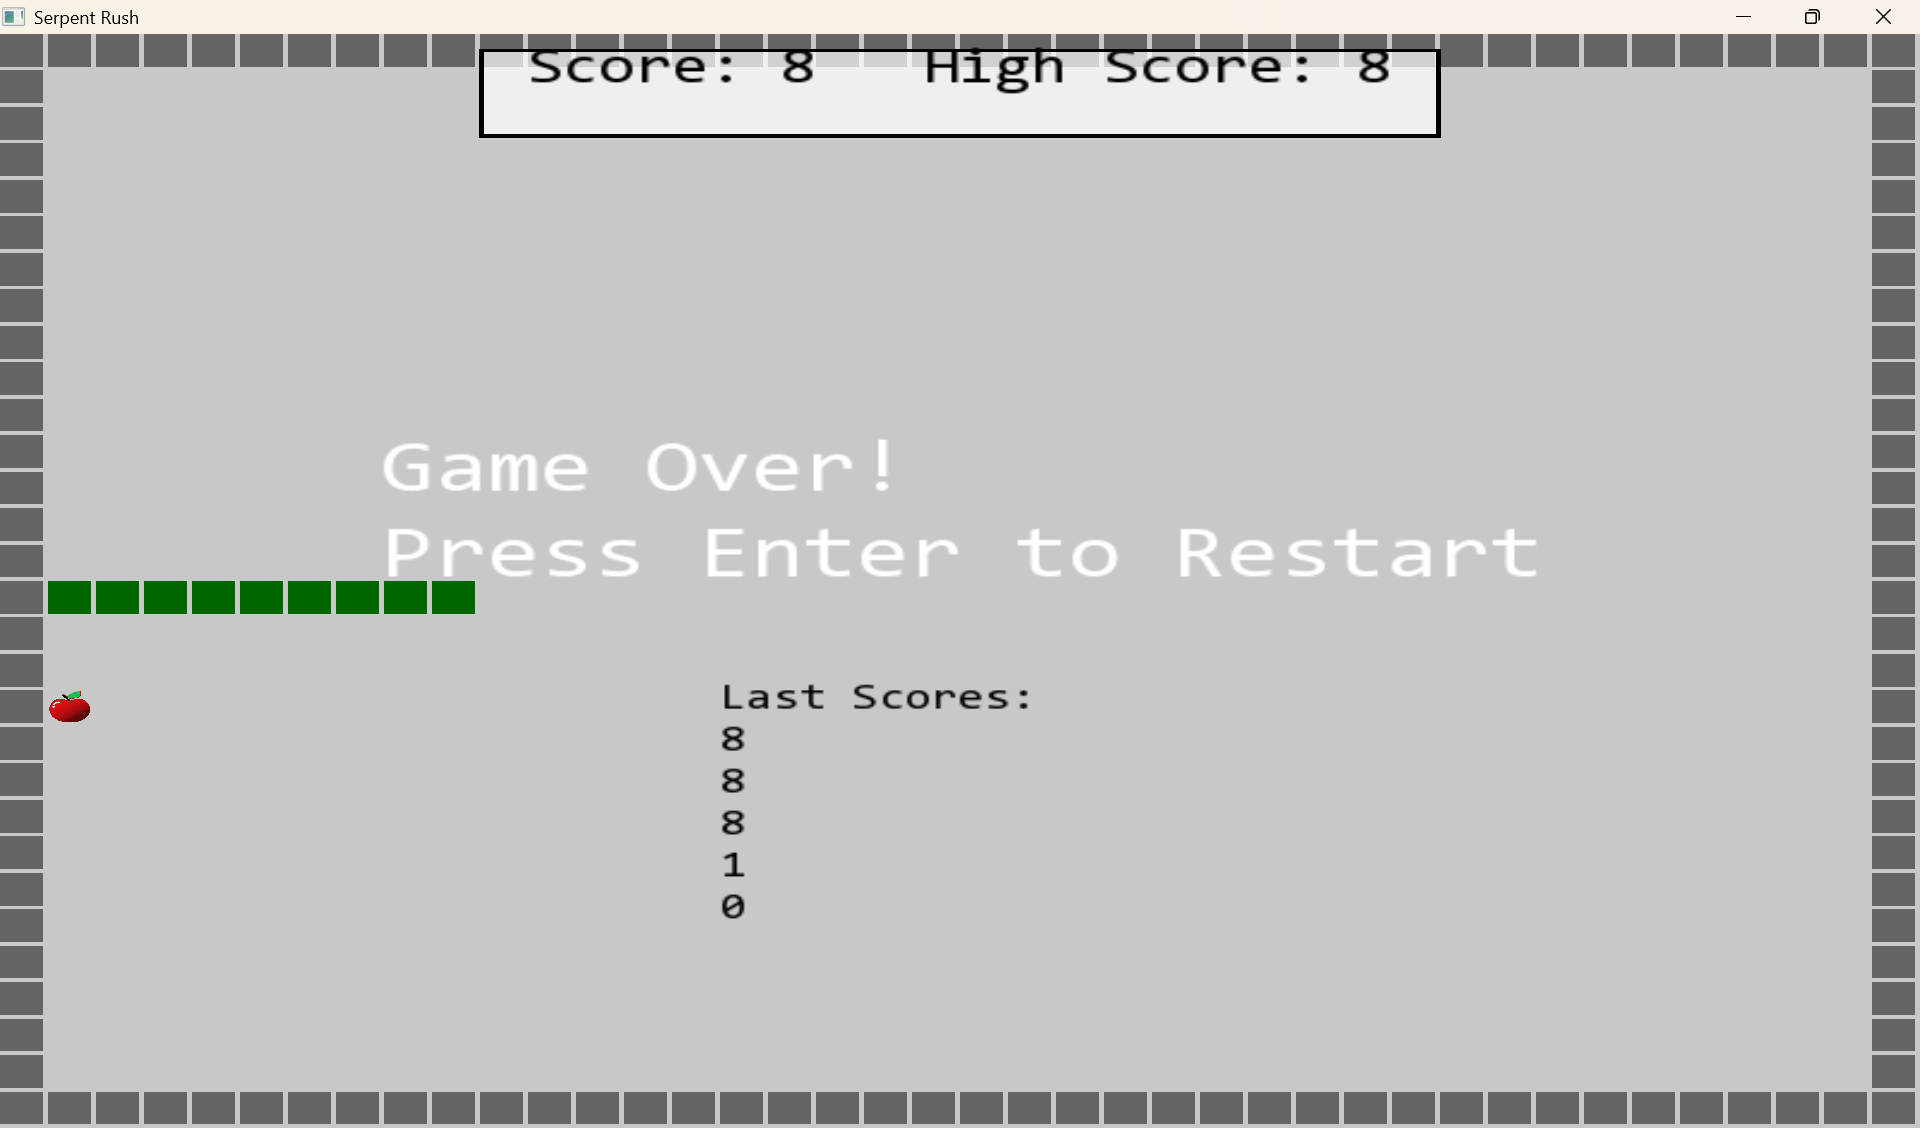 Serpent Rush
Score: 8 High Score: 8
Game Over!
Press Enter to Restart
Last Scores:
8
8
8
1
0